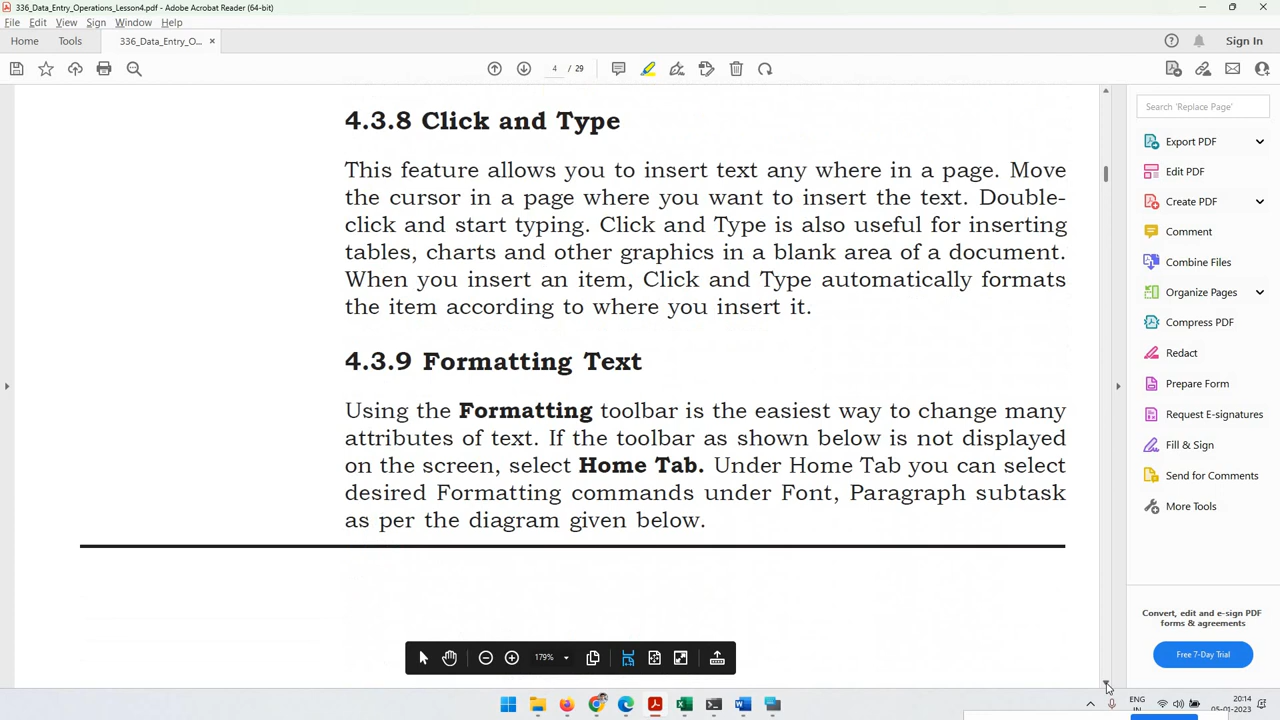 336_Data_Entry_Operations_Lesson4.pdf - Adobe Acrobat Reader (64-bit)
File Edit View Sign Window Help
Home Tools 336_Data_Entry_O... × Sign In
4 / 29
4.3.8 Click and Type
This feature allows you to insert text any where in a page. Move
the cursor in a page where you want to insert the text. Double-
click and start typing. Click and Type is also useful for inserting
tables, charts and other graphics in a blank area of a document.
When you insert an item, Click and Type automatically formats
the item according to where you insert it.
4.3.9 Formatting Text
Using the Formatting toolbar is the easiest way to change many
attributes of text. If the toolbar as shown below is not displayed
on the screen, select Home Tab. Under Home Tab you can select
desired Formatting commands under Font, Paragraph subtask
as per the diagram given below.
179%
Search 'Replace Page'
Export PDF
Edit PDF
Create PDF
Comment
Combine Files
Organize Pages
Compress PDF
Redact
Prepare Form
Request E-signatures
Fill & Sign
Send for Comments
More Tools
Convert, edit and e-sign PDF
forms & agreements
Free 7-Day Trial
ENG
IN
20:14
05-01-2023